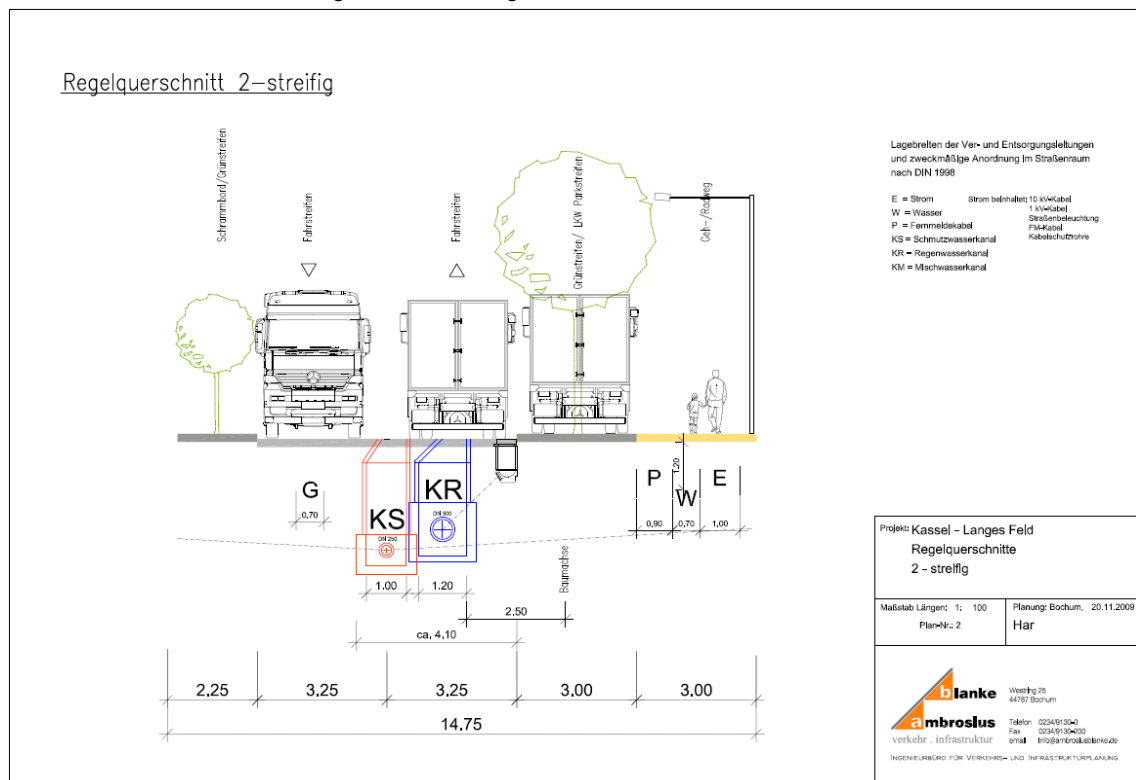 Regelquerschnitt 2-streifig
Schrammbord/Grünstreifen
Fahrstreifen
Fahrstreifen
Grünstreifen/ LKW Parkstreifen
Geh-/Radweg
Lagebreiten der Ver- und Entsorgungsleitungen
und zweckmäßige Anordnung im Straßenraum
nach DIN 1998
E = Strom
Strom beinhaltet: 10 kV-Kabel
1 kV-Kabel
Straßenbeleuchtung
FM-Kabel
Kabelschutzrohre
W = Wasser
P = Fernmeldekabel
KS = Schmutzwasserkanal
KR = Regenwasserkanal
KM = Mischwasserkanal
G
0,70
KS
DN 250
KR
DN 500
P
W
E
1,20
0,90
0,70
1,00
1.00
1.20
Baumachse
2.50
ca. 4,10
2,25
3,25
3,25
3,00
3,00
14,75
Projekt: Kassel - Langes Feld
Regelquerschnitte
2 - streifig
Maßstab Längen: 1: 100
Plan-Nr.: 2
Planung: Bochum, 20.11.2009
Har
blanke
ambrosius
verkehr . infrastruktur
Westring 25
44787 Bochum
Telefon 0234/9130-0
Fax 0234/9130-200
email info@ambrosiusblanke.de
INGENIEURBÜRO FÜR VERKEHRS- UND INFRASTRUKTURPLANUNG